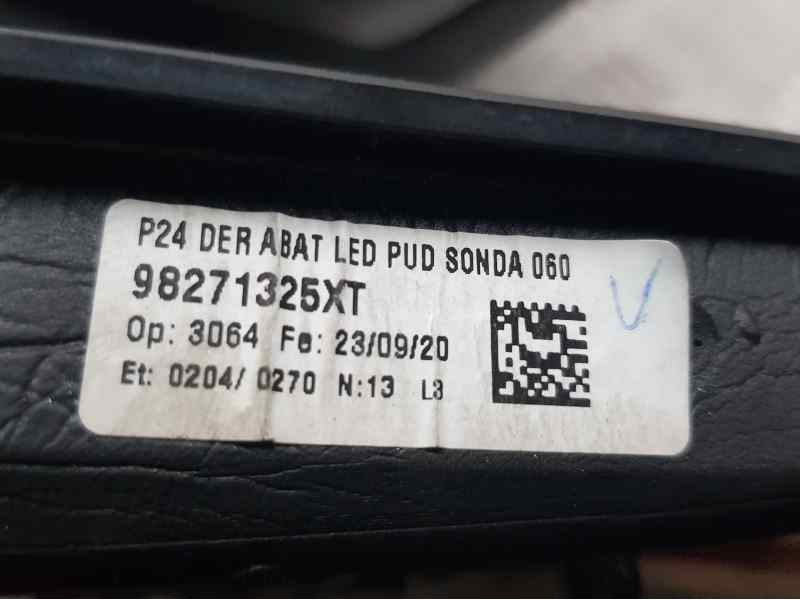 P24 DER ABAT LED PUD SONDA 060
98271325XT
Op: 3064 Fe: 23/09/20
Et: 0204/ 0270 N:13 L3